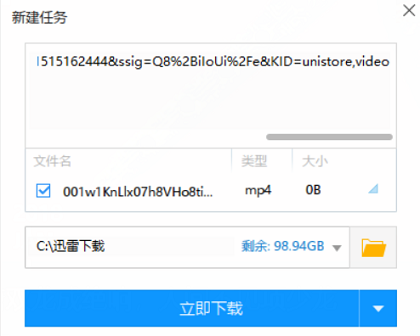 新建任务
1515162444&ssig=Q8%2BiIoUi%2Fe&KID=unistore,video
文件名 类型 大小
001w1KnLlx07h8VHo8ti... mp4 0B
C:\迅雷下载 剩余: 98.94GB
立即下载